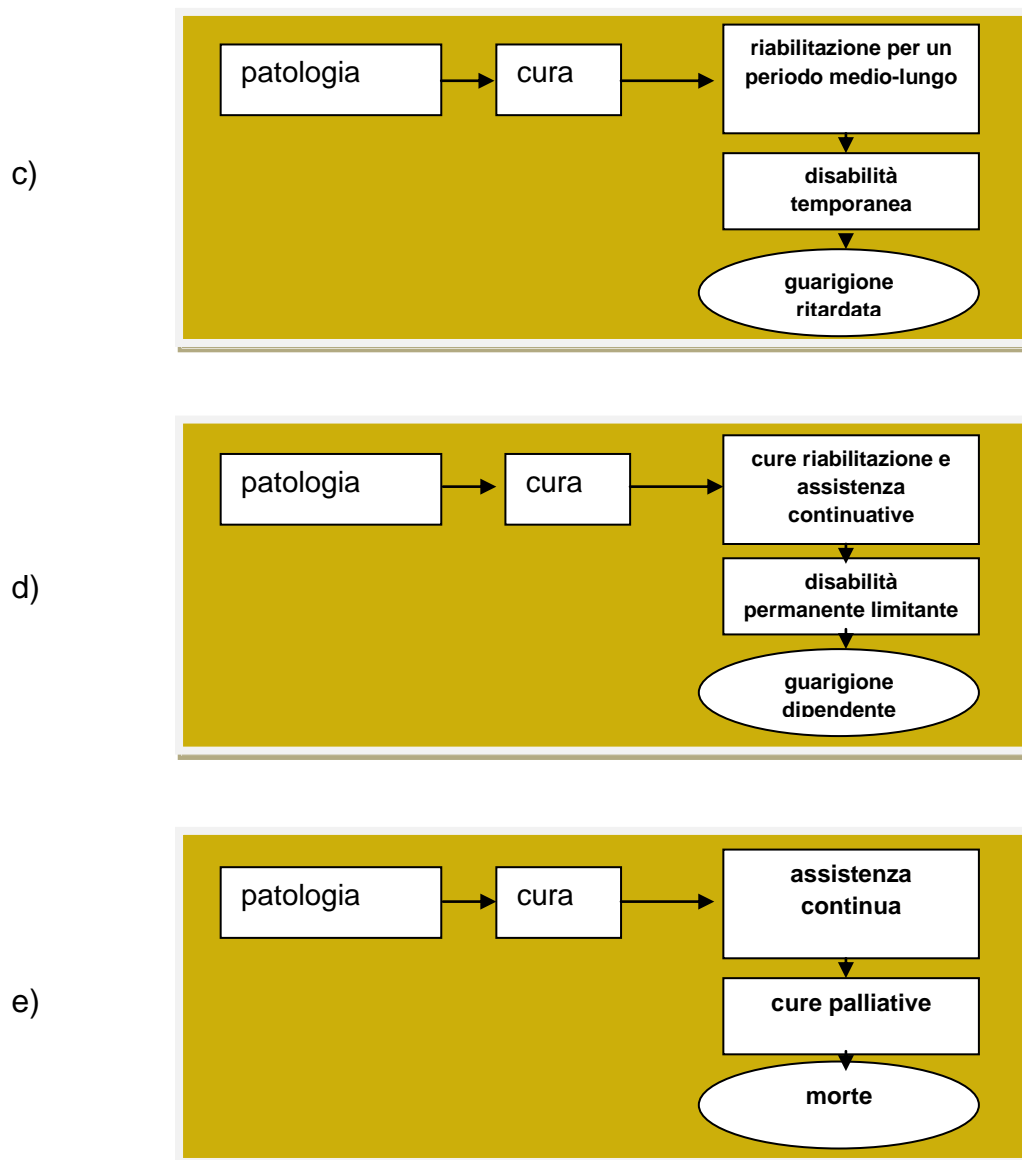 c)
patologia
cura
riabilitazione per un
periodo medio-lungo
disabilità
temporanea
guarigione
ritardata
d)
patologia
cura
cure riabilitazione e
assistenza
continuative
disabilità
permanente limitante
guarigione
dipendente
e)
patologia
cura
assistenza
continua
cure palliative
morte